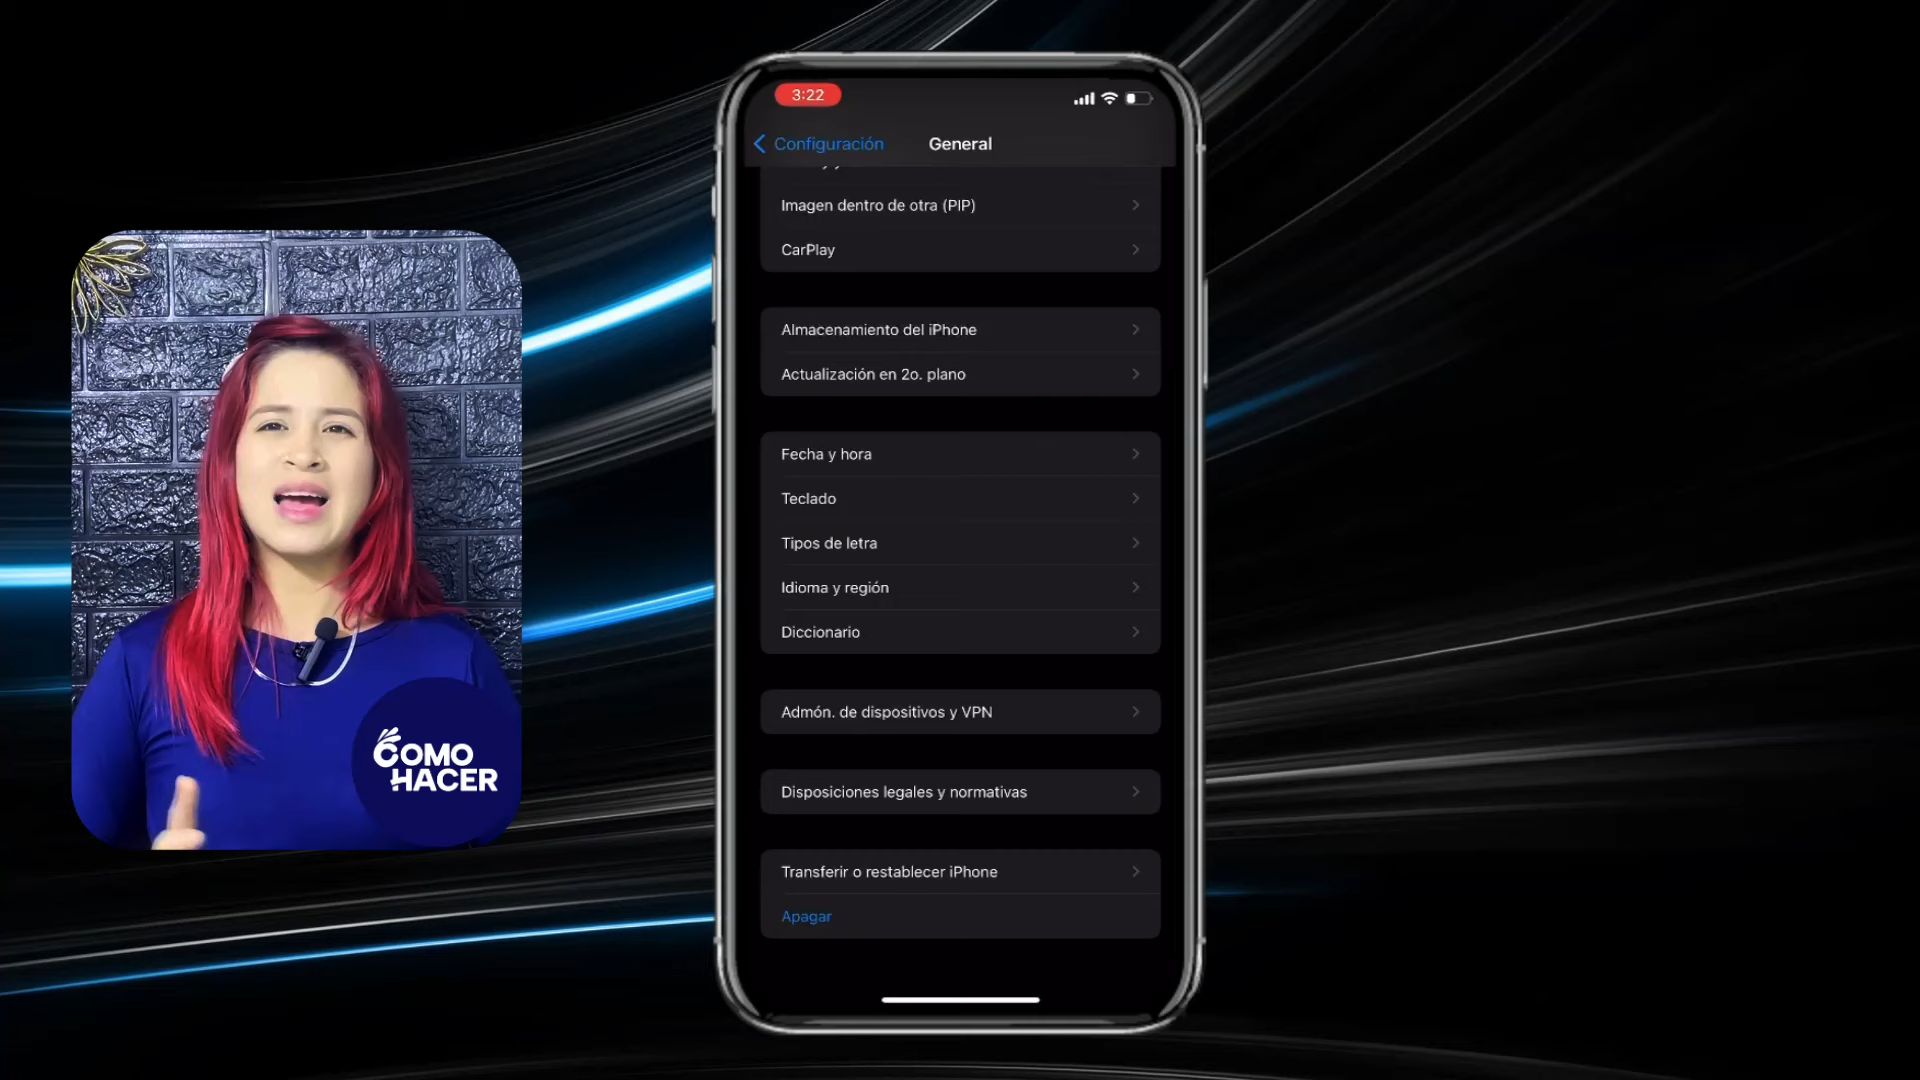 3:22
Configuración
General
Imagen dentro de otra (PIP)
CarPlay
Almacenamiento del iPhone
Actualización en 2o. plano
Fecha y hora
Teclado
Tipos de letra
Idioma y región
Diccionario
Admón. de dispositivos y VPN
Disposiciones legales y normativas
Transferir o restablecer iPhone
Apagar
COMO
HACER